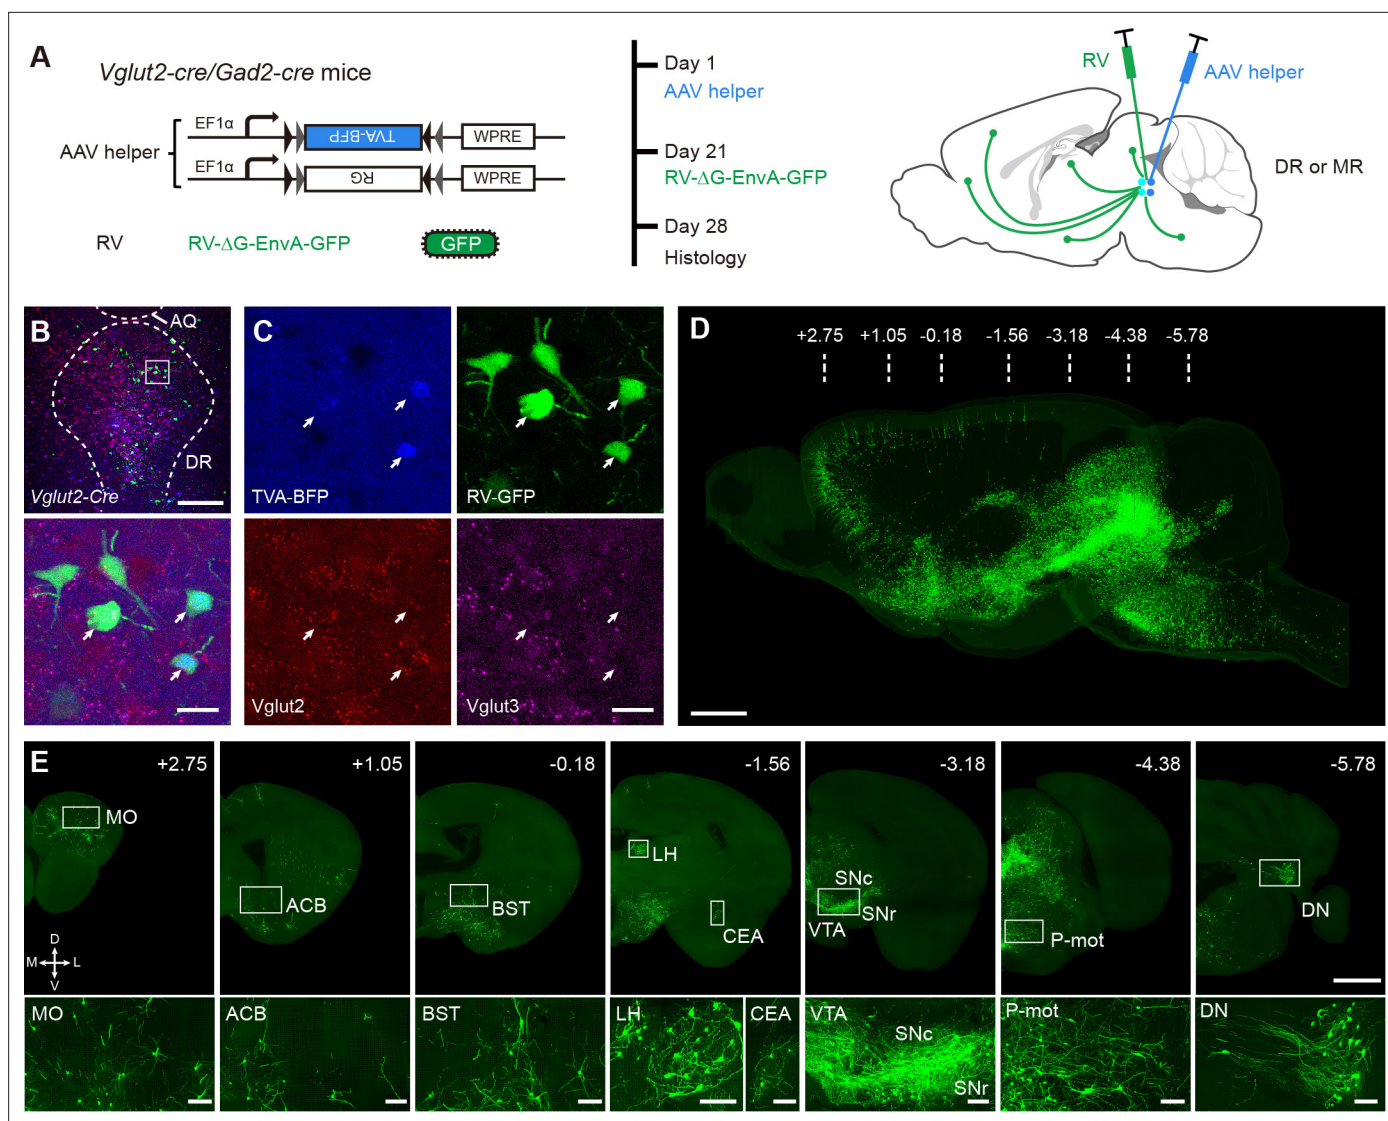 A
Vglut2-cre/Gad2-cre mice
AAV helper
EF1α
TVA-BFP
WPRE
EF1α
RG
WPRE
RV
RV-ΔG-EnvA-GFP
GFP
Day 1
AAV helper
Day 21
RV-ΔG-EnvA-GFP
Day 28
Histology
RV
AAV helper
DR or MR
B
AQ
DR
Vglut2-Cre
C
TVA-BFP
RV-GFP
Vglut2
Vglut3
D
+2.75
+1.05
-0.18
-1.56
-3.18
-4.38
-5.78
E
+2.75
MO
D
M
L
V
+1.05
ACB
-0.18
BST
-1.56
LH
CEA
-3.18
SNc
SNr
VTA
-4.38
P-mot
-5.78
DN
MO
ACB
BST
LH
CEA
VTA
SNc
SNr
P-mot
DN